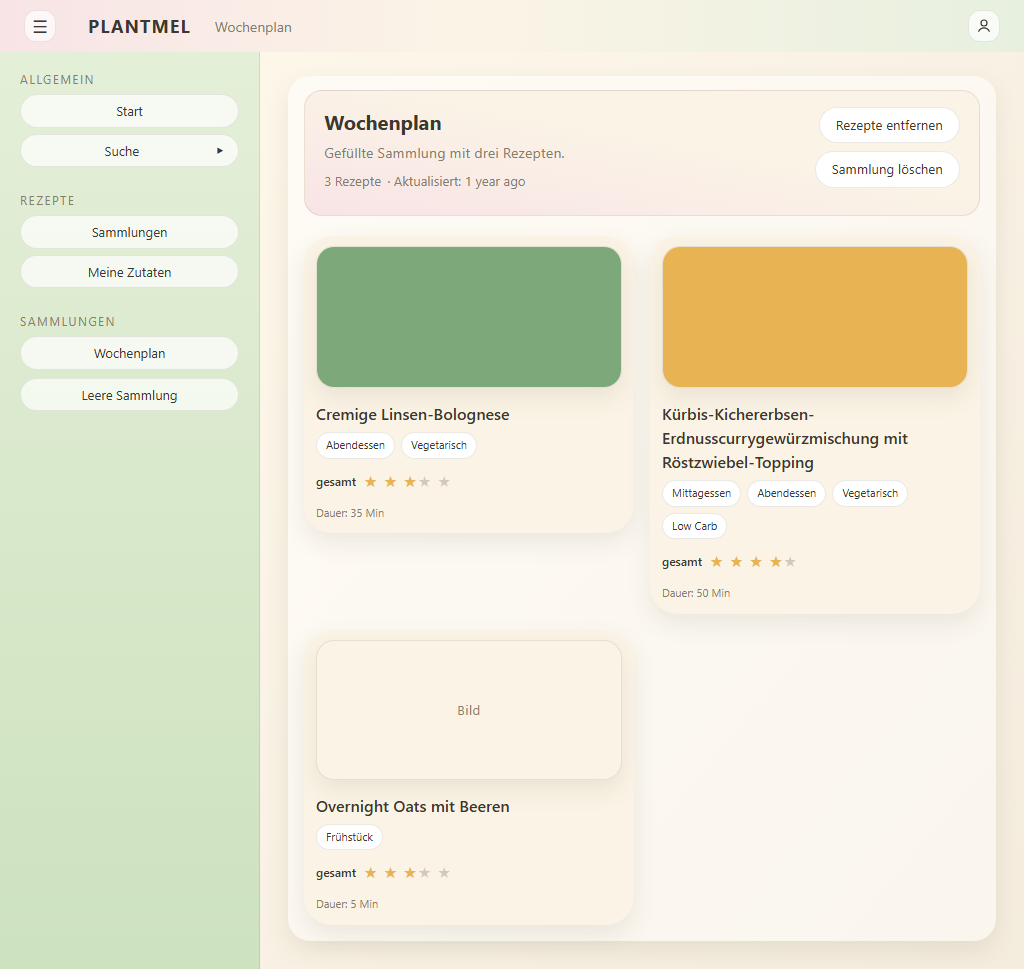 PLANTMEL
Wochenplan
ALLGEMEIN
Start
Suche
REZEPTE
Sammlungen
Meine Zutaten
SAMMLUNGEN
Wochenplan
Leere Sammlung
Wochenplan
Gefüllte Sammlung mit drei Rezepten.
3 Rezepte · Aktualisiert: 1 year ago
Rezepte entfernen
Sammlung löschen
Cremige Linsen-Bolognese
Abendessen Vegetarisch
gesamt ★ ★ ★ ★ ★
Dauer: 35 Min
Kürbis-Kichererbsen-
Erdnusscurrygewürzmischung mit
Röstzwiebel-Topping
Mittagessen Abendessen Vegetarisch
Low Carb
gesamt ★ ★ ★ ★ ★
Dauer: 50 Min
Bild
Overnight Oats mit Beeren
Frühstück
gesamt ★ ★ ★ ★ ★
Dauer: 5 Min